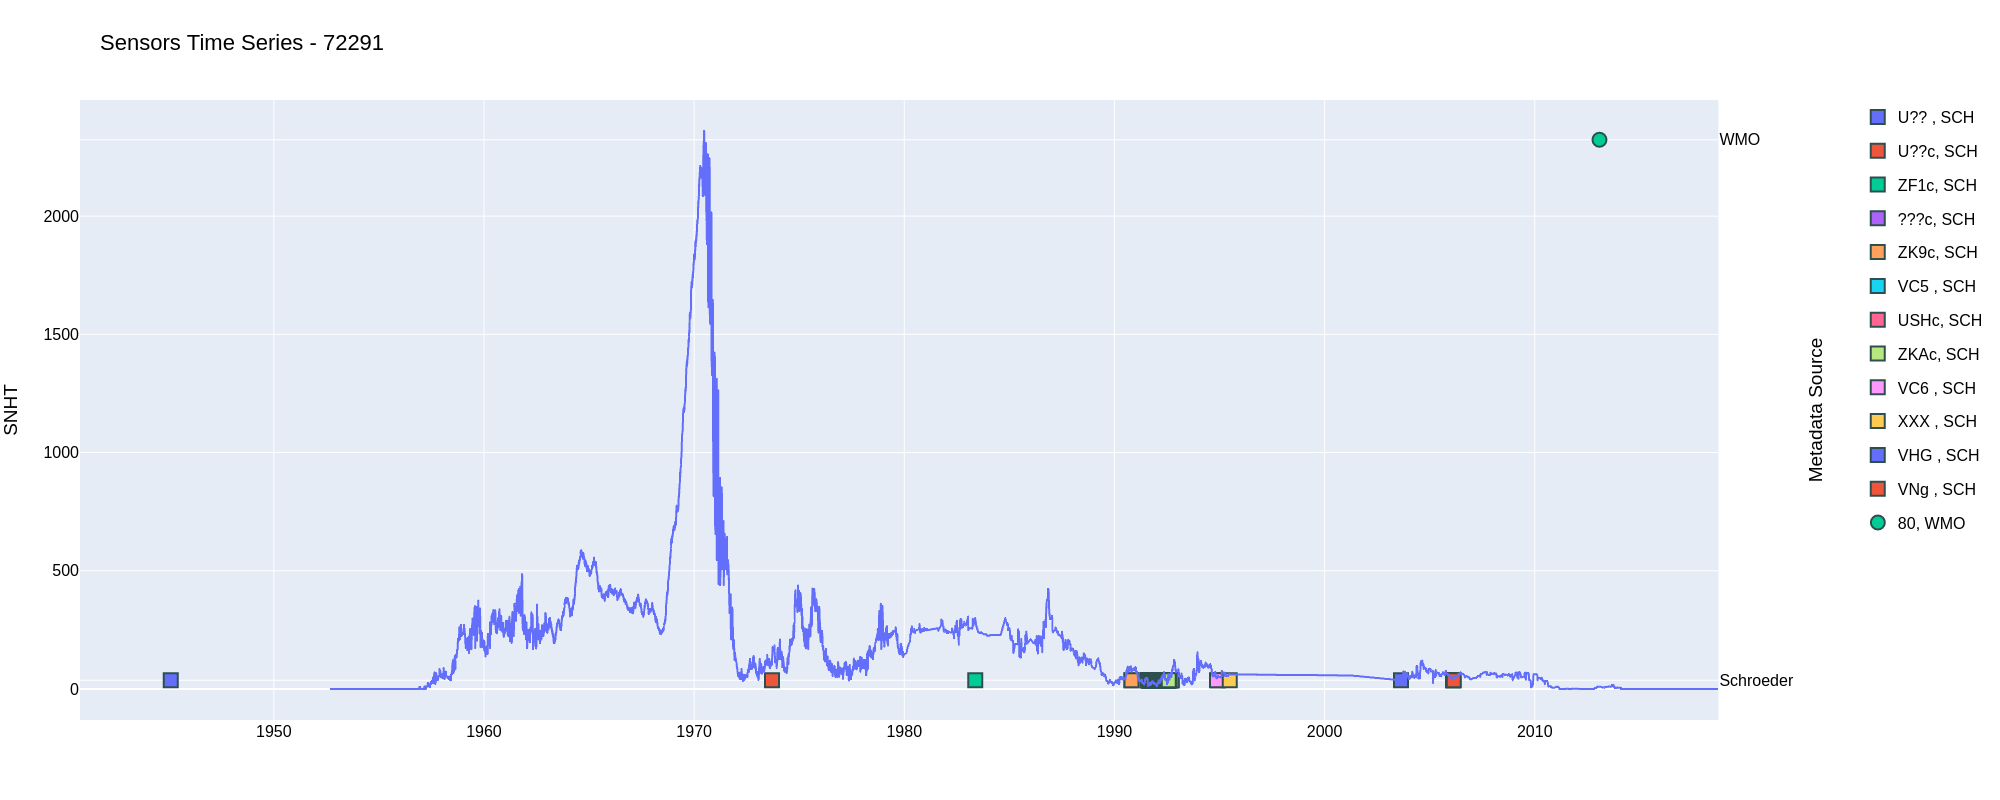 Sensors Time Series - 72291
SNHT
2000
1500
1000
500
0
1950
1960
1970
1980
1990
2000
2010
WMO
Schroeder
Metadata Source
U?? , SCH
U??c, SCH
ZF1c, SCH
???c, SCH
ZK9c, SCH
VC5 , SCH
USHc, SCH
ZKAc, SCH
VC6 , SCH
XXX , SCH
VHG , SCH
VNg , SCH
80, WMO